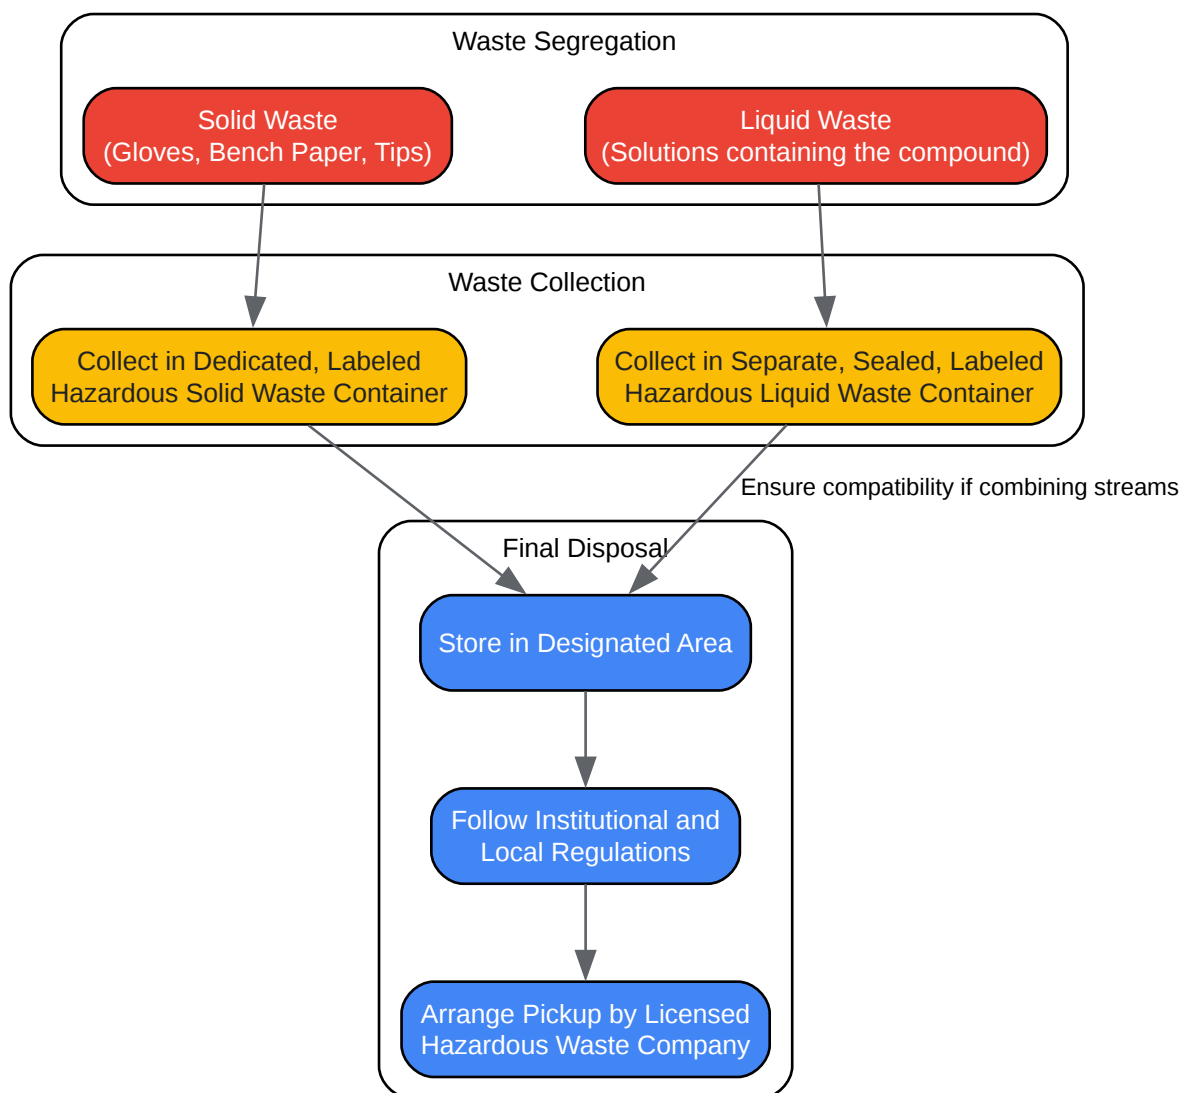 Waste Segregation
Solid Waste
(Gloves, Bench Paper, Tips)
Liquid Waste
(Solutions containing the compound)
Waste Collection
Collect in Dedicated, Labeled
Hazardous Solid Waste Container
Collect in Separate, Sealed, Labeled
Hazardous Liquid Waste Container
Ensure compatibility if combining streams
Final Disposal
Store in Designated Area
Follow Institutional and
Local Regulations
Arrange Pickup by Licensed
Hazardous Waste Company